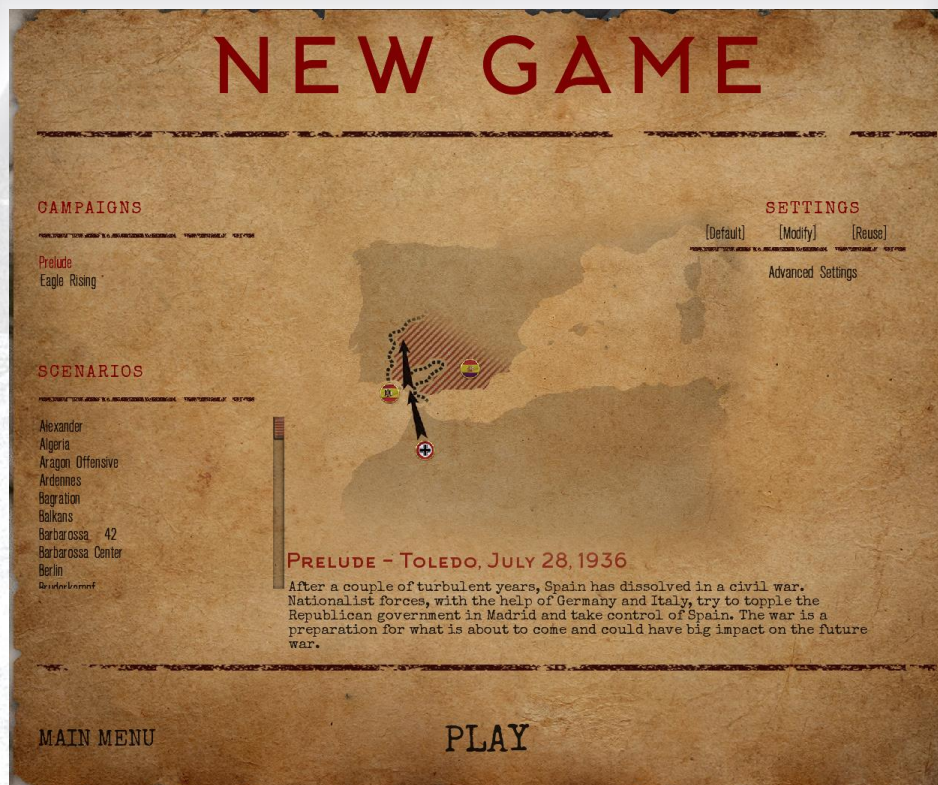 NEW GAME
CAMPAIGNS
Prelude
Eagle Rising
SCENARIOS
Alexander
Algeria
Aragon Offensive
Ardennes
Bagration
Balkans
Barbarossa 42
Barbarossa Center
Berlin
SETTINGS
[Default] [Modify] [Reuse]
Advanced Settings
Prelude - Toledo, July 28, 1936
After a couple of turbulent years, Spain has dissolved in a civil war.
Nationalist forces, with the help of Germany and Italy, try to topple the
Republican government in Madrid and take control of Spain. The war is a
preparation for what is about to come and could have big impact on the future
war.
MAIN MENU
PLAY